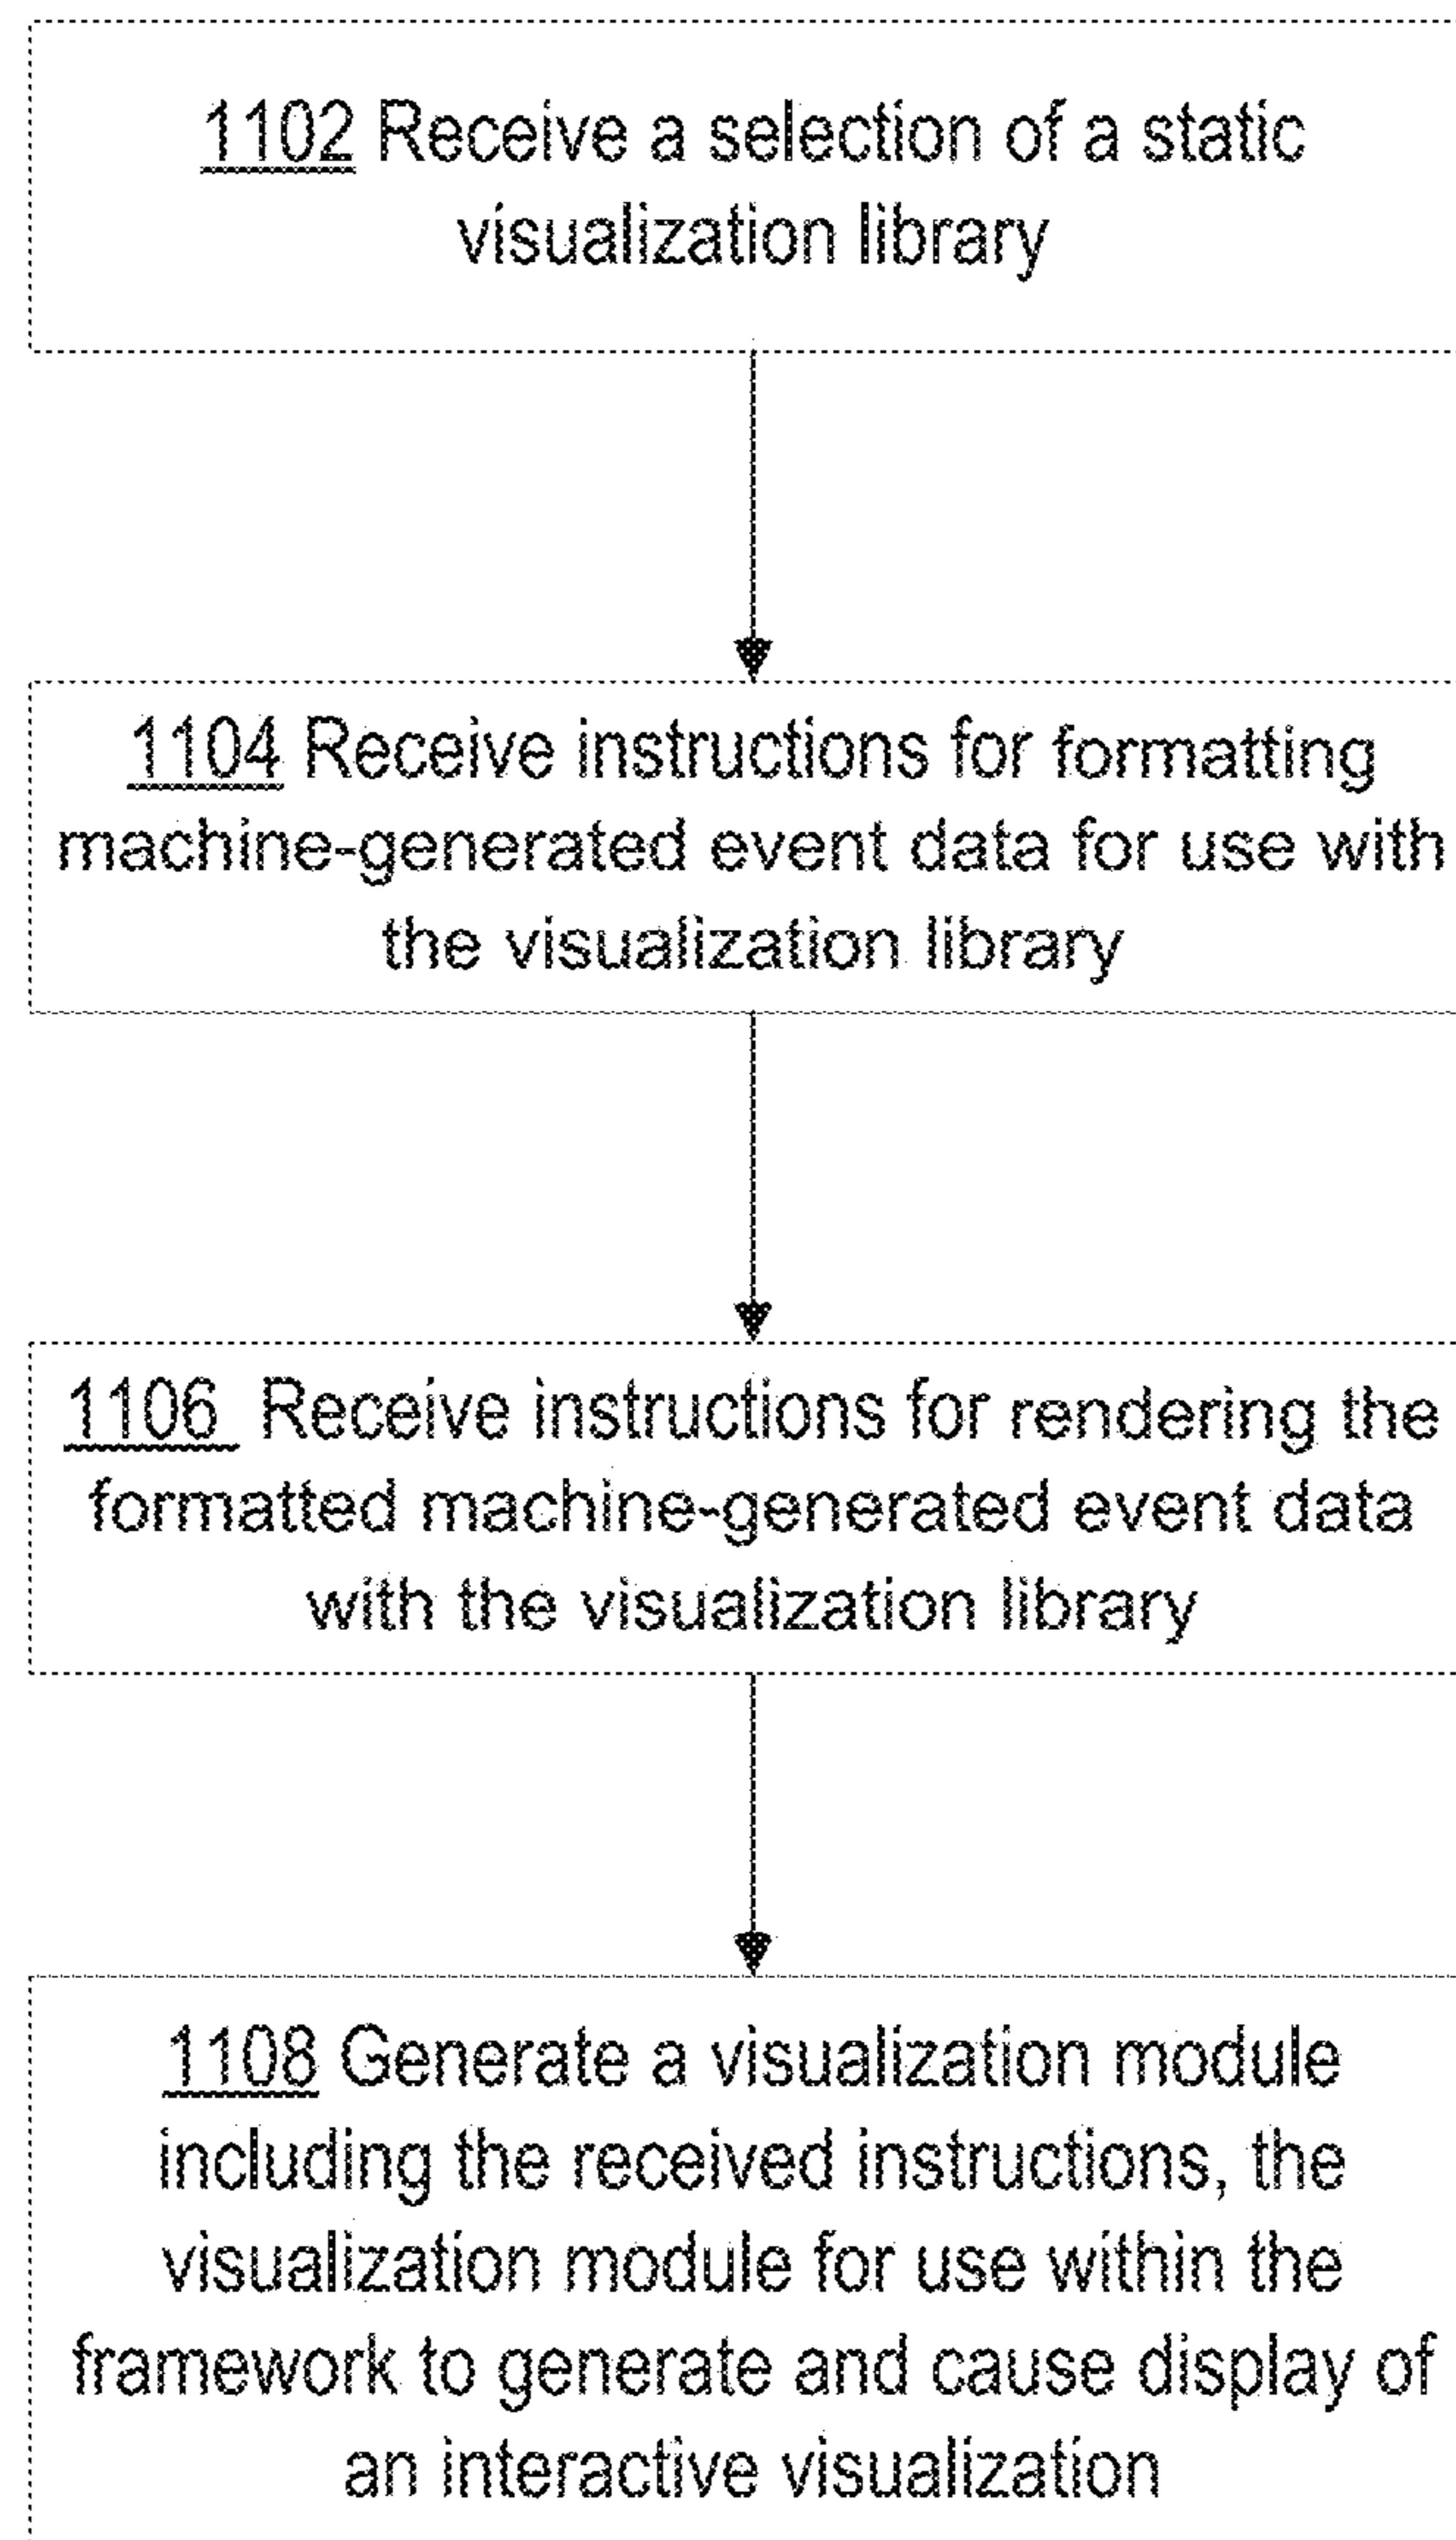 1102 Receive a selection of a static
visualization library
1104 Receive instructions for formatting
machine-generated event data for use with
the visualization library
1106 Receive instructions for rendering the
formatted machine-generated event data
with the visualization library
1108 Generate a visualization module
including the received instructions, the
visualization module for use within the
framework to generate and cause display of
an interactive visualization